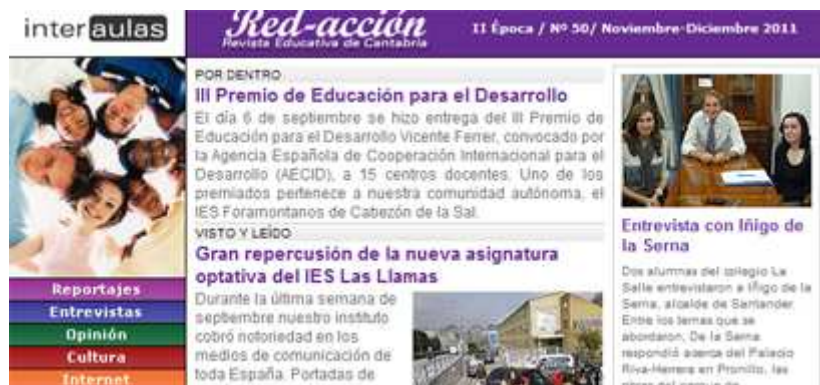 inter aulas
Red-acción
Revista Educativa de Cantabria
II Época / Nº 50/ Noviembre-Diciembre 2011
POR DENTRO
III Premio de Educación para el Desarrollo
El día 6 de septiembre se hizo entrega del III Premio de
Educación para el Desarrollo Vicente Ferrer, convocado por
la Agencia Española de Cooperación Internacional para el
Desarrollo (AECID), a 15 centros docentes. Uno de los
premiados pertenece a nuestra comunidad autónoma, el
IES Foramontanos de Cabezón de la Sal.
VISTO Y LEÍDO
Gran repercusión de la nueva asignatura
optativa del IES Las Llamas
Durante la última semana de
septiembre nuestro instituto
cobró notoriedad en los
medios de comunicación de
toda España. Portadas de
Entrevista con Iñigo de
la Serna
Dos alumnas del colegio La
Salle entrevistaron a Iñigo de la
Serna, alcalde de Santander.
Entre los temas que se
abordaron, De la Serna
respondió acerca del Palacio
Riva-Herrera en Pronillo, las
Reportajes
Entrevistas
Opinión
Cultura
Internet